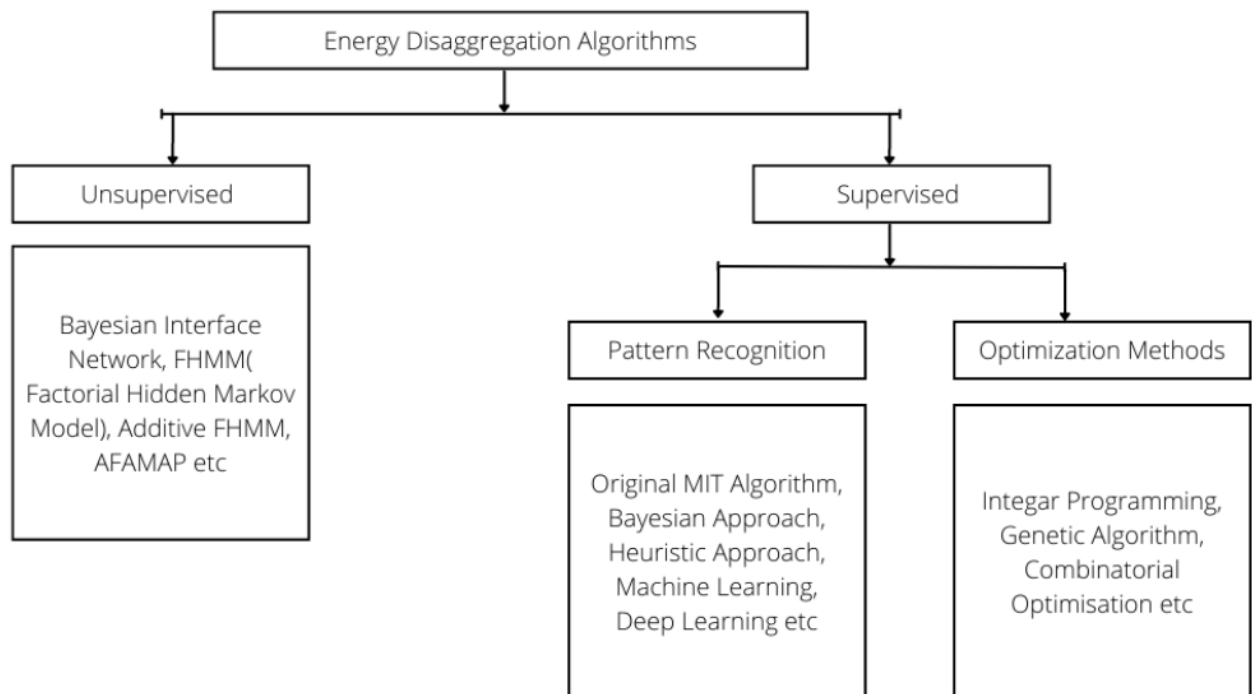 Energy Disaggregation Algorithms
Unsupervised
Supervised
Bayesian Interface
Network, FHMM(
Factorial Hidden Markov
Model), Additive FHMM,
AFAMAP etc
Pattern Recognition
Optimization Methods
Original MIT Algorithm,
Bayesian Approach,
Heuristic Approach,
Machine Learning,
Deep Learning etc
Integar Programming,
Genetic Algorithm,
Combinatorial
Optimisation etc